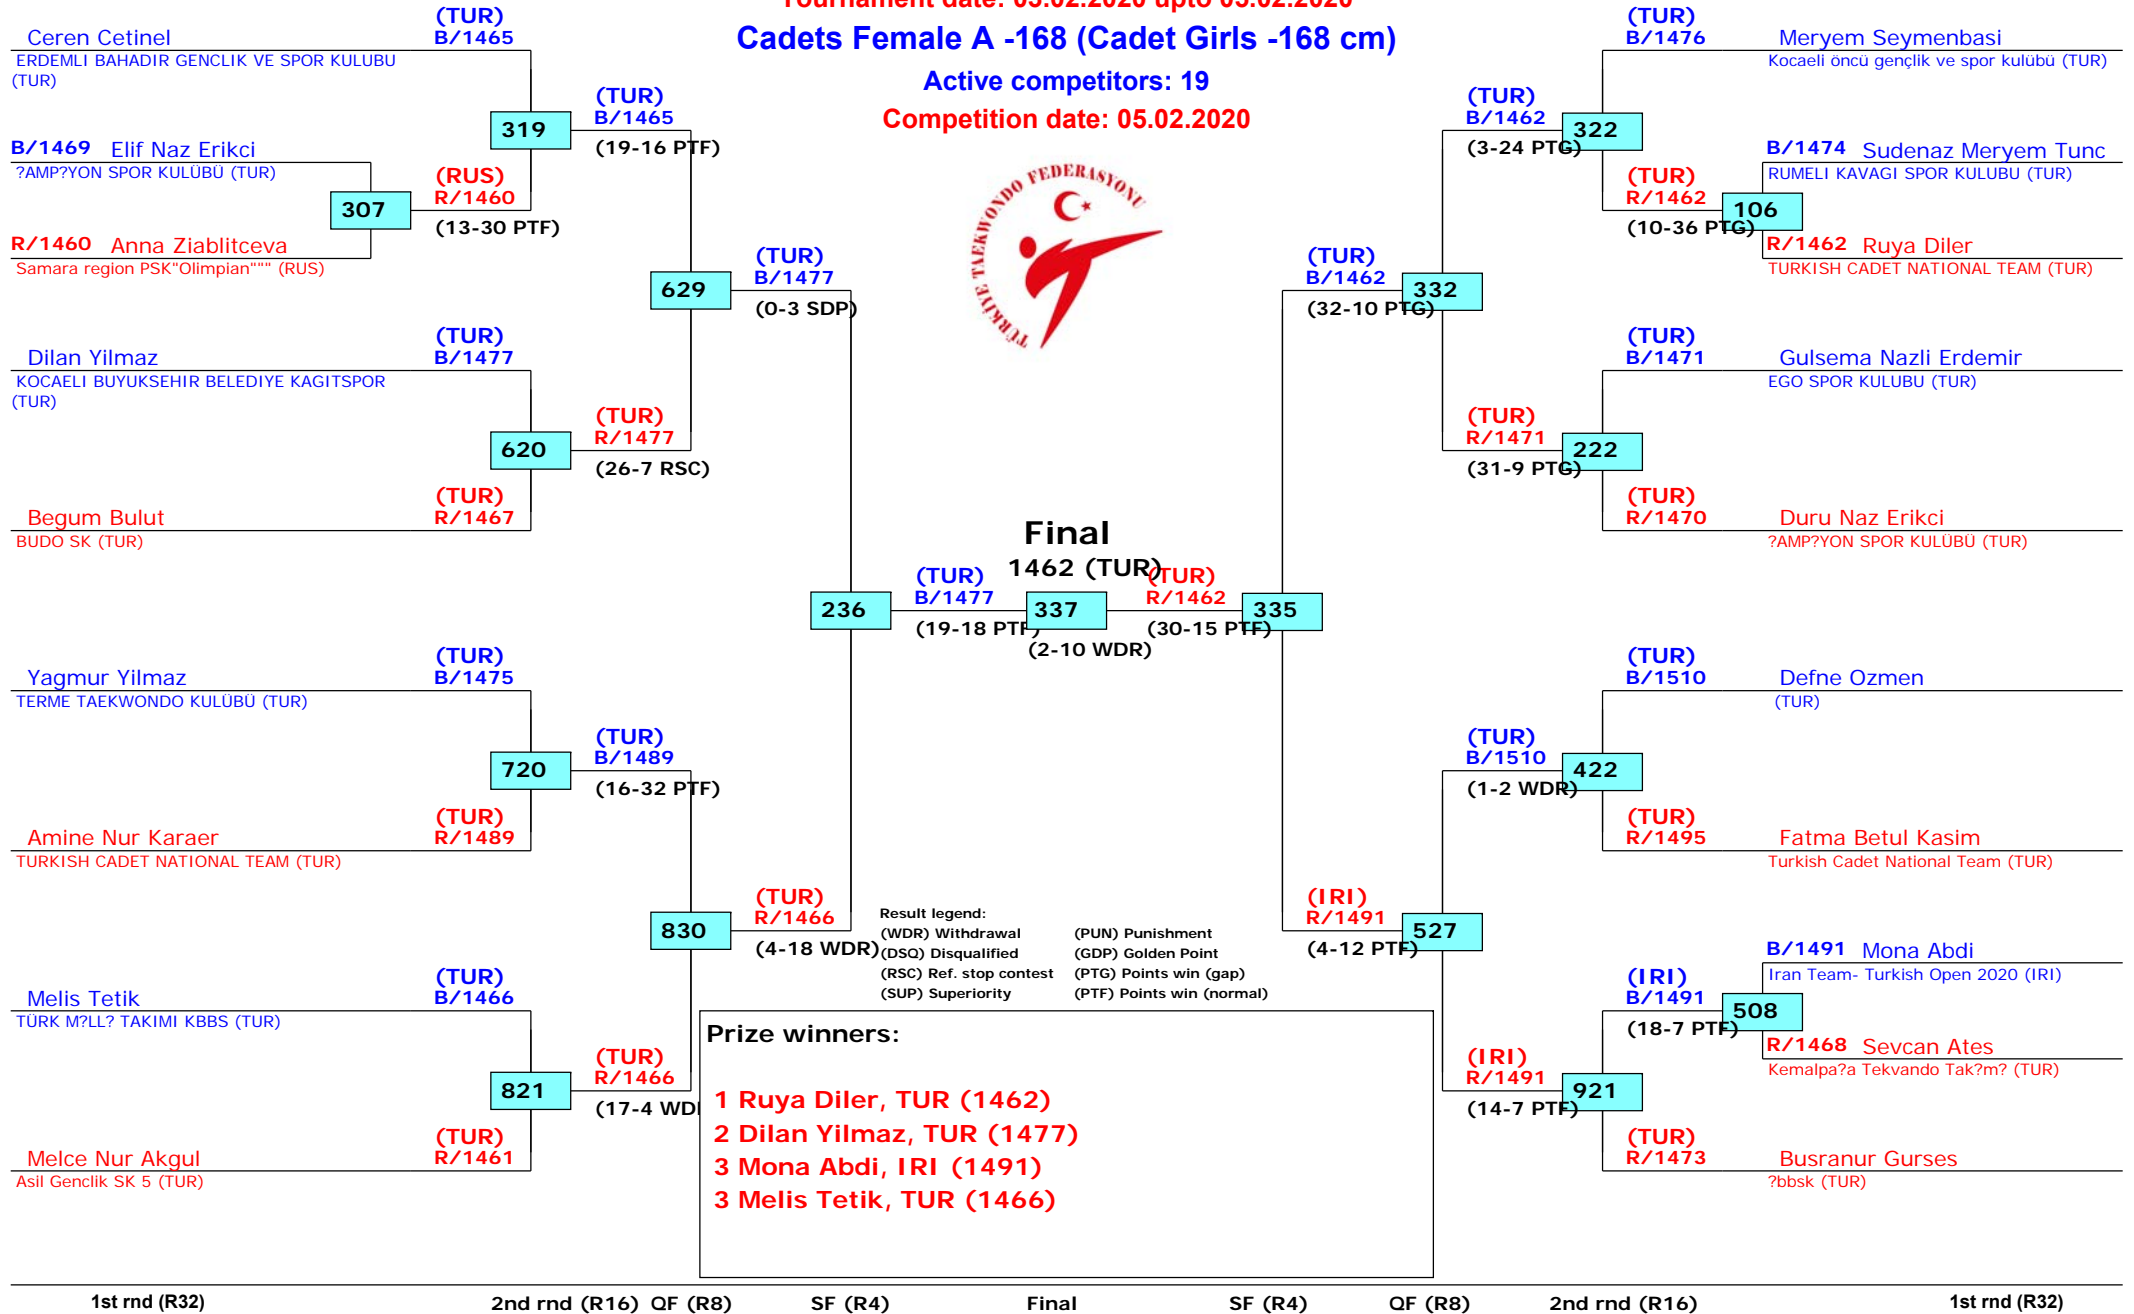 Tournament date: 03.02.2020 upto 05.02.2020
Cadets Female A -168 (Cadet Girls -168 cm)
Active competitors: 19
Competition date: 05.02.2020
TÜRKİYE TAEKWONDO FEDERASYONU
(TUR)
Ceren Cetinel B/1465
ERDEMLI BAHADIR GENCLIK VE SPOR KULUBU
(TUR)
319
(TUR)
B/1465
(19-16 PTF)
B/1469 Elif Naz Erikci
?AMP?YON SPOR KULÜBÜ (TUR)
307
(RUS)
R/1460
(13-30 PTF)
R/1460 Anna Ziablitceva
Samara region PSK"Olimpian""" (RUS)
629
(TUR)
B/1477
(0-3 SDP)
(TUR)
Dilan Yilmaz B/1477
KOCAELI BUYUKSEHIR BELEDIYE KAGITSPOR
(TUR)
620
(TUR)
R/1477
(26-7 RSC)
(TUR)
Begum Bulut R/1467
BUDO SK (TUR)
236
(TUR)
B/1477
(19-18 PTF)
(TUR)
Yagmur Yilmaz B/1475
TERME TAEKWONDO KULÜBÜ (TUR)
720
(TUR)
B/1489
(16-32 PTF)
(TUR)
Amine Nur Karaer R/1489
TURKISH CADET NATIONAL TEAM (TUR)
830
(TUR)
R/1466
(4-18 WDR)
(TUR)
Melis Tetik B/1466
TÜRK M?LL? TAKIMI KBBS (TUR)
821
(TUR)
R/1466
(17-4 WD
(TUR)
Melce Nur Akgul R/1461
Asil Genclik SK 5 (TUR)
Final
1462 (TUR)
337
(2-10 WDR)
(TUR)
R/1462
(30-15 PTF)
335
(TUR)
B/1476 Meryem Seymenbasi
Kocaeli öncü gençlik ve spor kulübü (TUR)
(TUR)
B/1462
(3-24 PTG)
322
B/1474 Sudenaz Meryem Tunc
RUMELI KAVAGI SPOR KULUBU (TUR)
(TUR)
R/1462
(10-36 PTG)
106
R/1462 Ruya Diler
TURKISH CADET NATIONAL TEAM (TUR)
(TUR)
B/1462
(32-10 PTG)
332
(TUR)
B/1471 Gulsema Nazli Erdemir
EGO SPOR KULUBU (TUR)
(TUR)
R/1471
(31-9 PTG)
222
(TUR)
R/1470 Duru Naz Erikci
?AMP?YON SPOR KULÜBÜ (TUR)
(TUR)
B/1510 Defne Ozmen
(TUR)
(TUR)
B/1510
(1-2 WDR)
422
(TUR)
R/1495 Fatma Betul Kasim
Turkish Cadet National Team (TUR)
(IRI)
R/1491
(4-12 PTF)
527
B/1491 Mona Abdi
Iran Team- Turkish Open 2020 (IRI)
(IRI)
B/1491
(18-7 PTF)
508
R/1468 Sevcan Ates
Kemalpa?a Tekvando Tak?m? (TUR)
(IRI)
R/1491
(14-7 PTF)
921
(TUR)
R/1473 Busranur Gurses
?bbsk (TUR)
Result legend:
(WDR) Withdrawal (PUN) Punishment
(DSQ) Disqualified (GDP) Golden Point
(RSC) Ref. stop contest (PTG) Points win (gap)
(SUP) Superiority (PTF) Points win (normal)
Prize winners:
1 Ruya Diler, TUR (1462)
2 Dilan Yilmaz, TUR (1477)
3 Mona Abdi, IRI (1491)
3 Melis Tetik, TUR (1466)
1st rnd (R32) 2nd rnd (R16) QF (R8) SF (R4) Final SF (R4) QF (R8) 2nd rnd (R16) 1st rnd (R32)